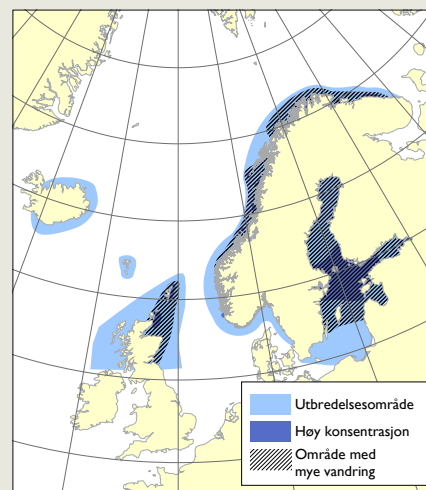 Utbredelsesområde
Høy konsentrasjon
Område med
mye vandring